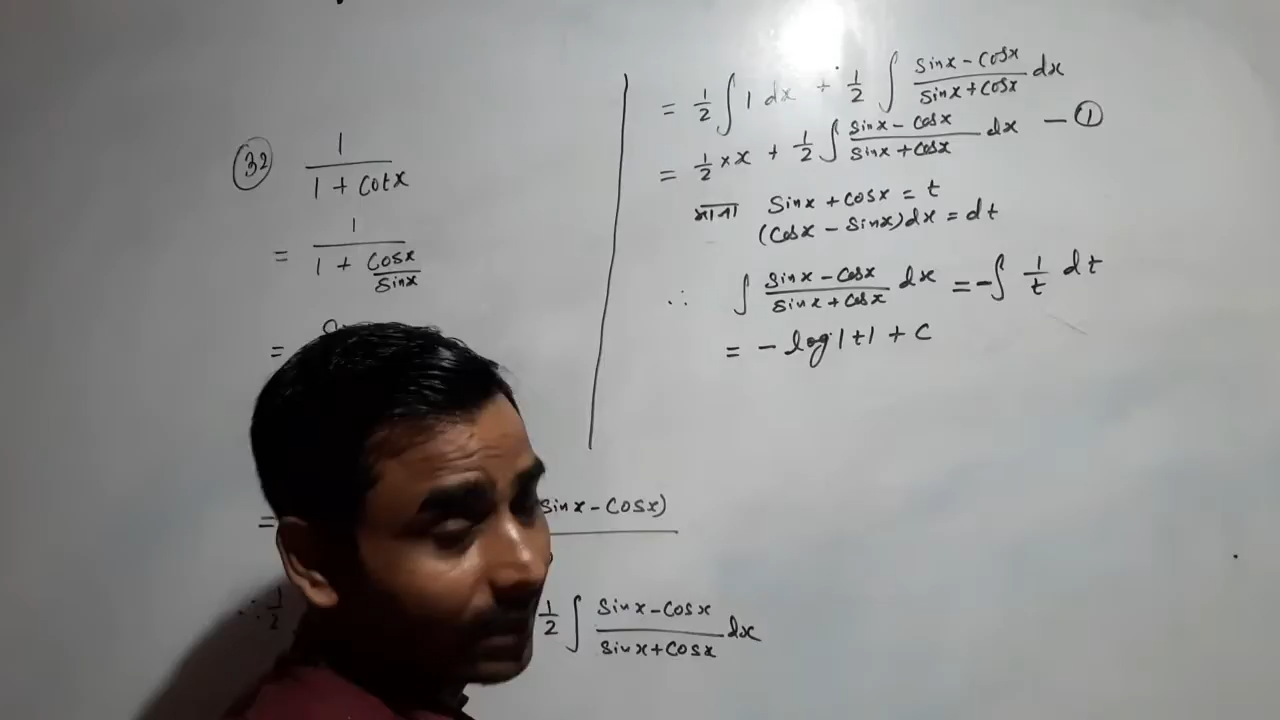 (32) 1/(1 + cotx)
= 1/(1 + cosx/sinx)
=
= sinx - cosx)
∴ 1/2 1/2 ∫ (sinx - cosx)/(sinx + cosx) dx
= 1/2 ∫ 1 dx + 1/2 ∫ (sinx - cosx)/(sinx + cosx) dx
= 1/2 × x + 1/2 ∫ (sinx - cosx)/(sinx + cosx) dx — ①
माना sinx + cosx = t
(cosx - sinx)dx = dt
∴ ∫ (sinx - cosx)/(sinx + cosx) dx = -∫ 1/t dt
= - log|t| + c